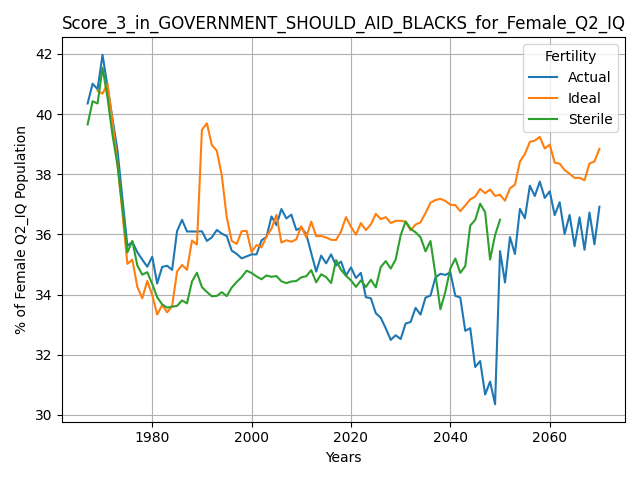 Score_3_in_GOVERNMENT_SHOULD_AID_BLACKS_for_Female_Q2_IQ
Fertility
Actual
Ideal
Sterile
% of Female Q2_IQ Population
42
40
38
36
34
32
30
1980
2000
2020
2040
2060
Years